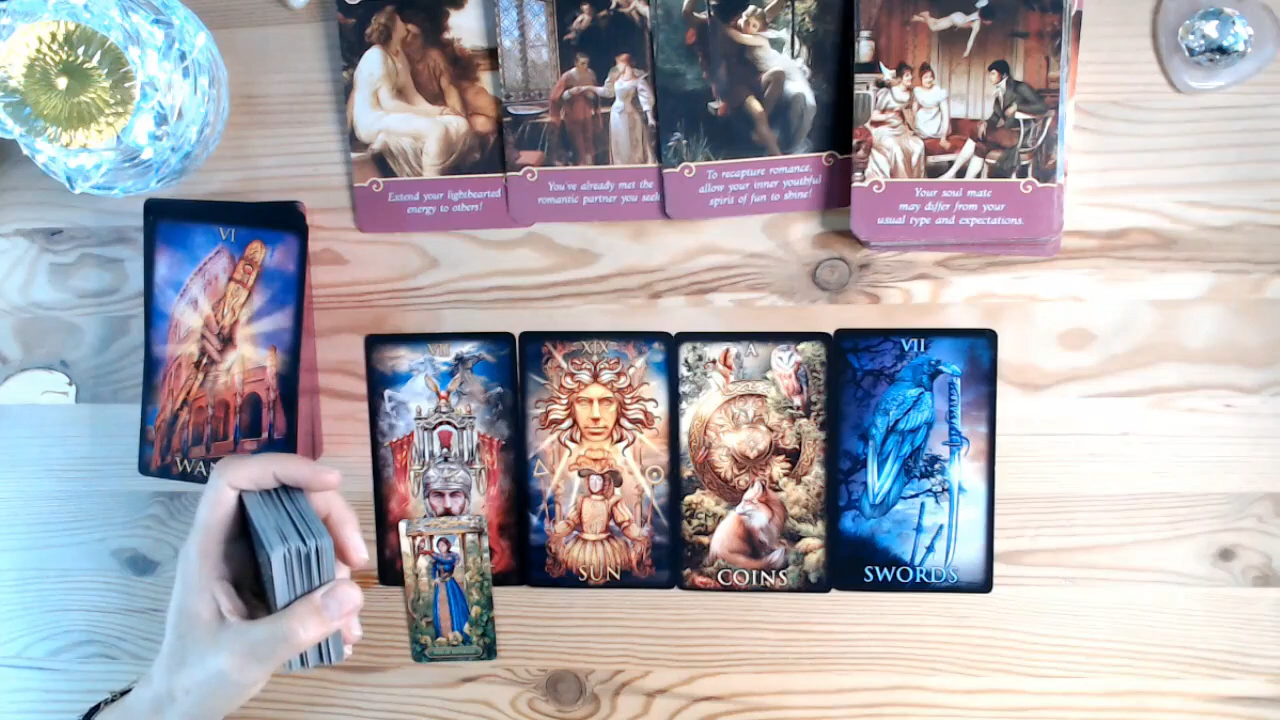 Extend your lighthearted
energy to others!
You've already met the
romantic partner you seek
To recapture romance,
allow your inner youthful
spirit of fun to shine!
Your soul mate
may differ from your
usual type and expectations.
VI
WAN
VII
XIX
SUN
A
COINS
VII
SWORDS